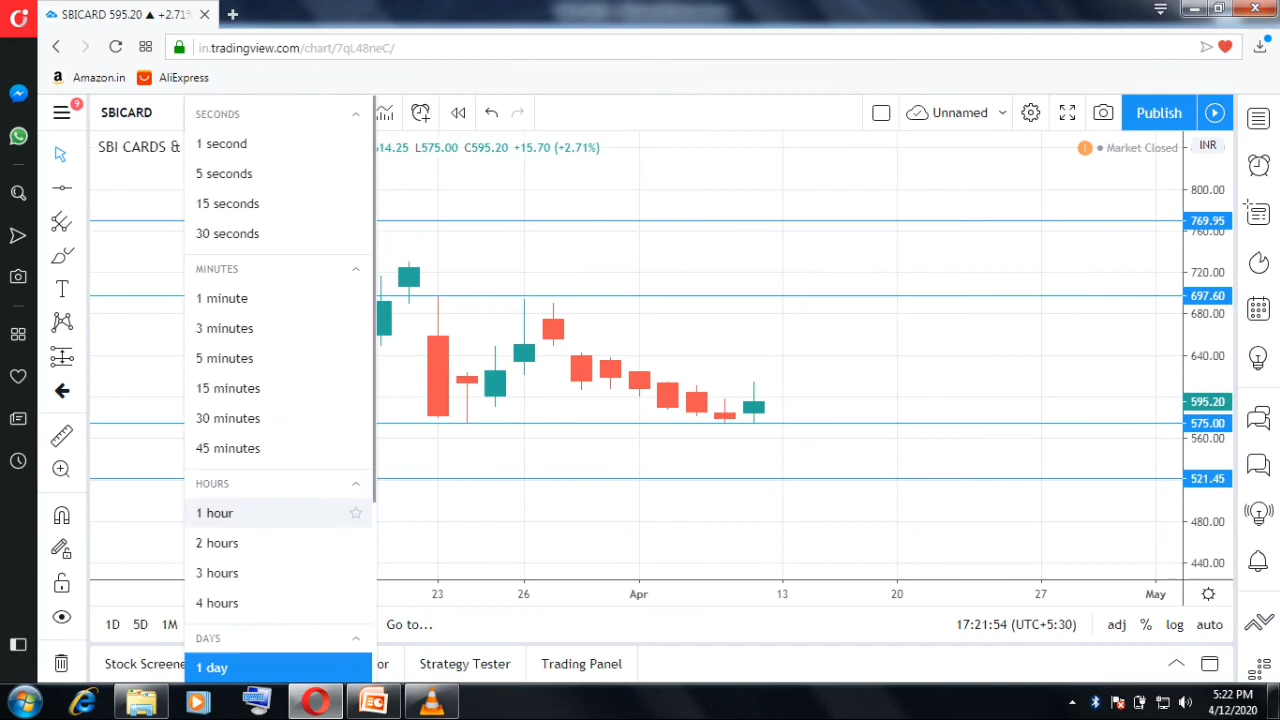 SBICARD 595.20 ▲ +2.71%
in.tradingview.com/chart/7qL48neC/
Amazon.in
AliExpress
9
SBICARD
Unnamed
Publish
SBI CARDS &
14.25 L575.00 C595.20 +15.70 (+2.71%)
Market Closed
INR
SECONDS
1 second
5 seconds
15 seconds
30 seconds
MINUTES
1 minute
3 minutes
5 minutes
15 minutes
30 minutes
45 minutes
HOURS
1 hour
2 hours
3 hours
4 hours
DAYS
1 day
800.00
769.95
760.00
720.00
697.60
680.00
640.00
595.20
575.00
560.00
521.45
480.00
440.00
23
26
Apr
13
20
27
May
1D
5D
1M
Go to...
17:21:54 (UTC+5:30)
adj
%
log
auto
Stock Screene
or
Strategy Tester
Trading Panel
5:22 PM
4/12/2020